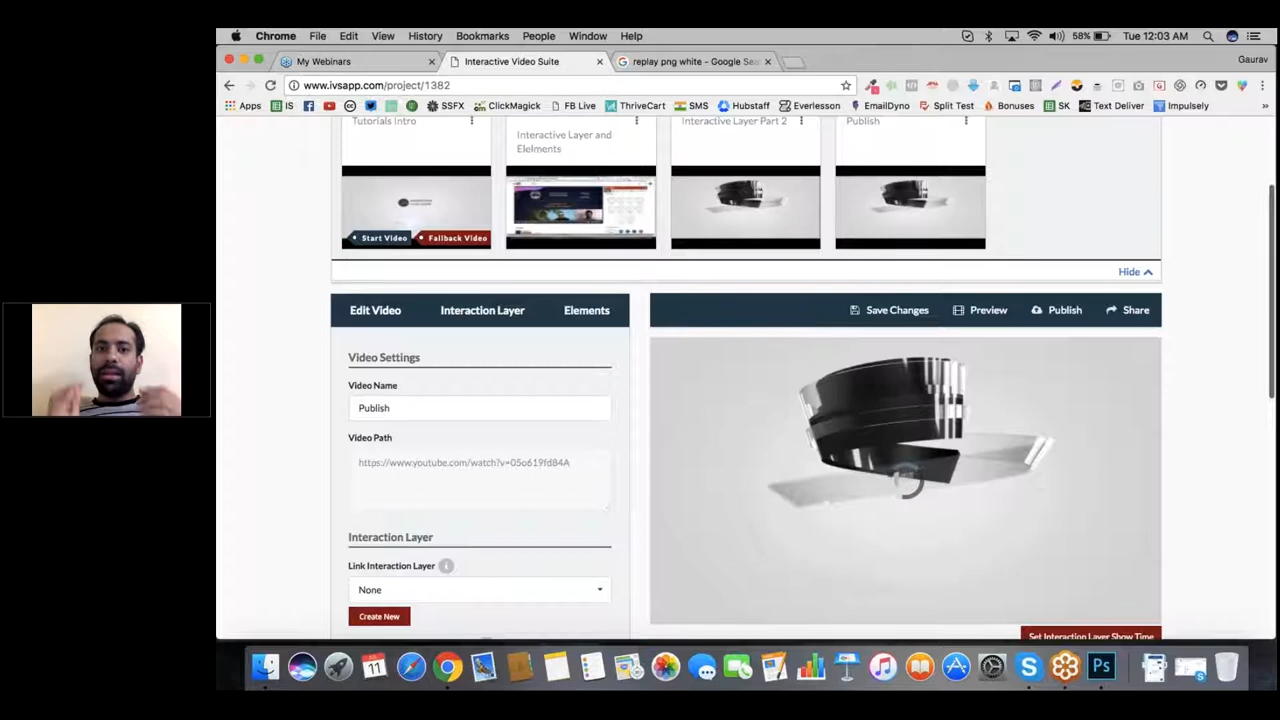 Chrome File Edit View History Bookmarks People Window Help 58% Tue 12:03 AM
My Webinars × Interactive Video Suite × replay png white - Google Sea × Gaurav
www.ivsapp.com/project/1382
Apps IS CC SSFX ClickMagick FB Live ThriveCart SMS Hubstaff Everlesson EmailDyno Split Test Bonuses SK Text Deliver Impulsely »
Tutorials Intro
Interactive Layer and
Elelments
Interactive Layer Part 2
Publish
Start Video Fallback Video
Hide
Edit Video Interaction Layer Elements
Save Changes Preview Publish Share
Video Settings
Video Name
Publish
Video Path
https://www.youtube.com/watch?v=05o619fd84A
Interaction Layer
Link Interaction Layer i
None
Create New
Set Interaction Layer Show Time
11
Ps